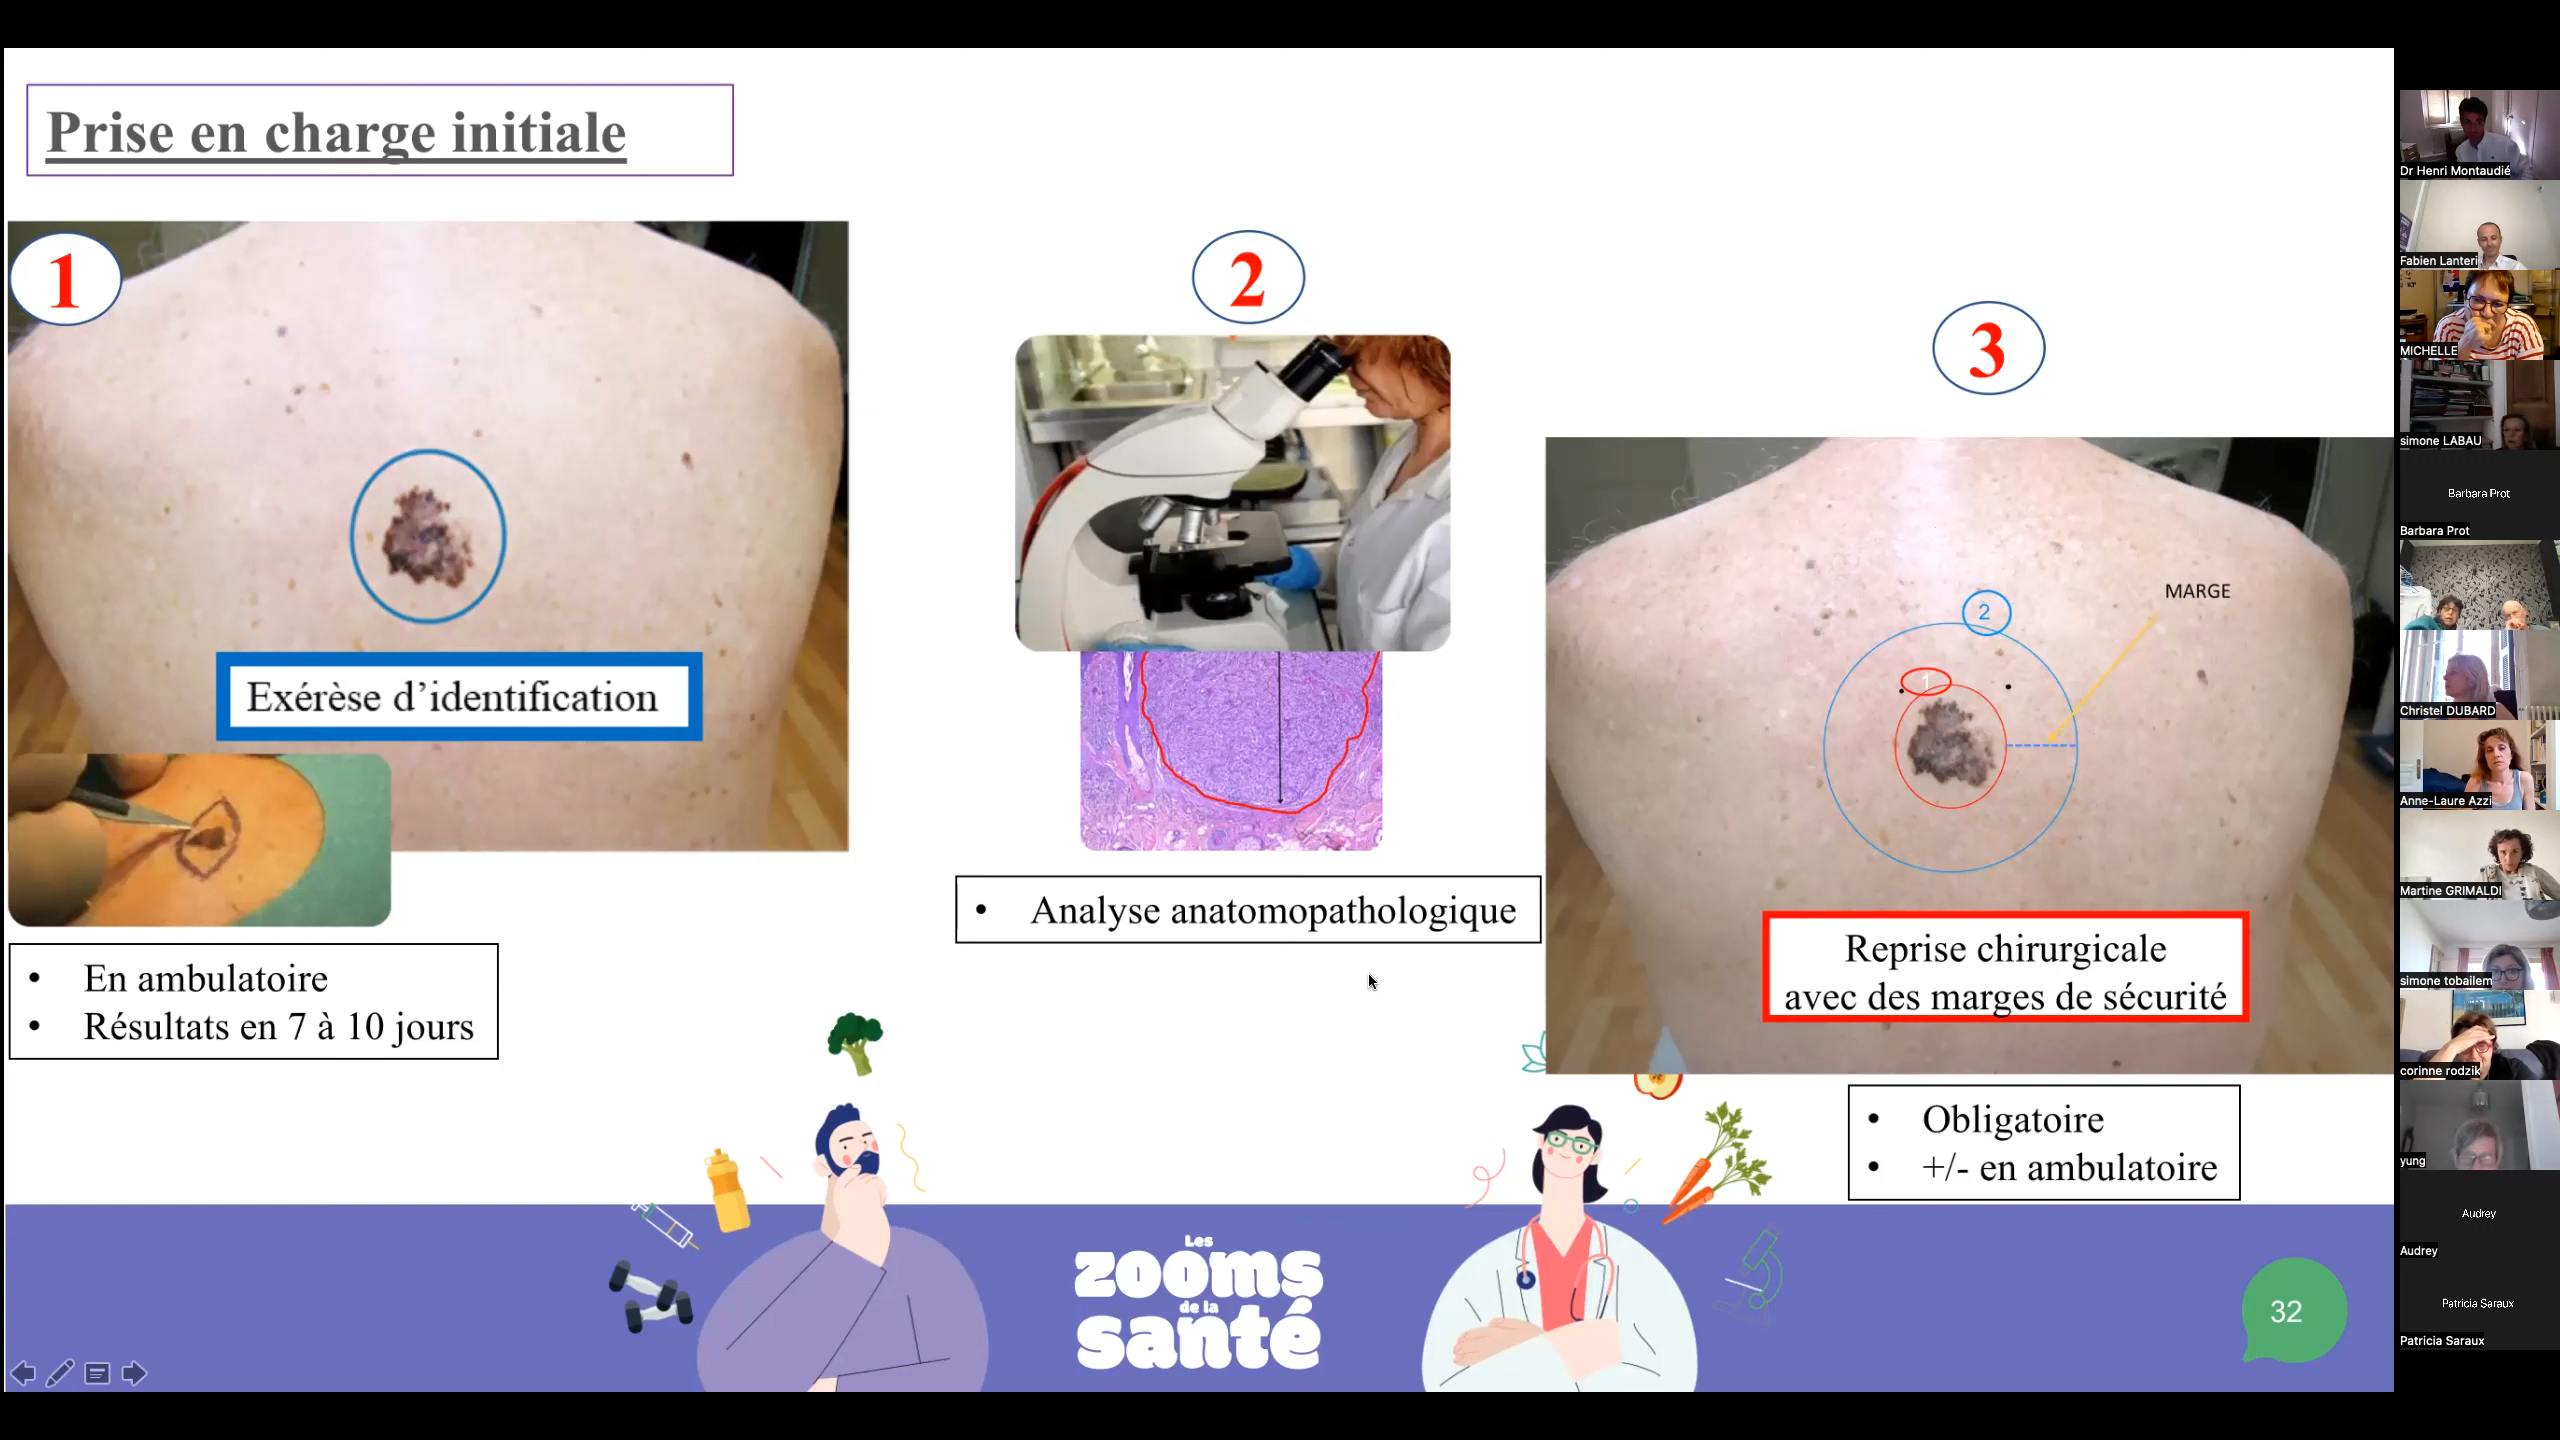 Prise en charge initiale
1
Exérèse d’identification
• En ambulatoire
• Résultats en 7 à 10 jours
2
• Analyse anatomopathologique
3
MARGE
2
1
Reprise chirurgicale
avec des marges de sécurité
• Obligatoire
• +/- en ambulatoire
Les
zooms
de la
santé
32
Dr Henri Montaudié
Fabien Lanteri
MICHELLE
simone LABAU
Barbara Prot
Barbara Prot
Christel DUBARD
Anne-Laure Azzi
Martine GRIMALDI
simone tobailem
corinne rodzik
yung
Audrey
Audrey
Patricia Saraux
Patricia Saraux